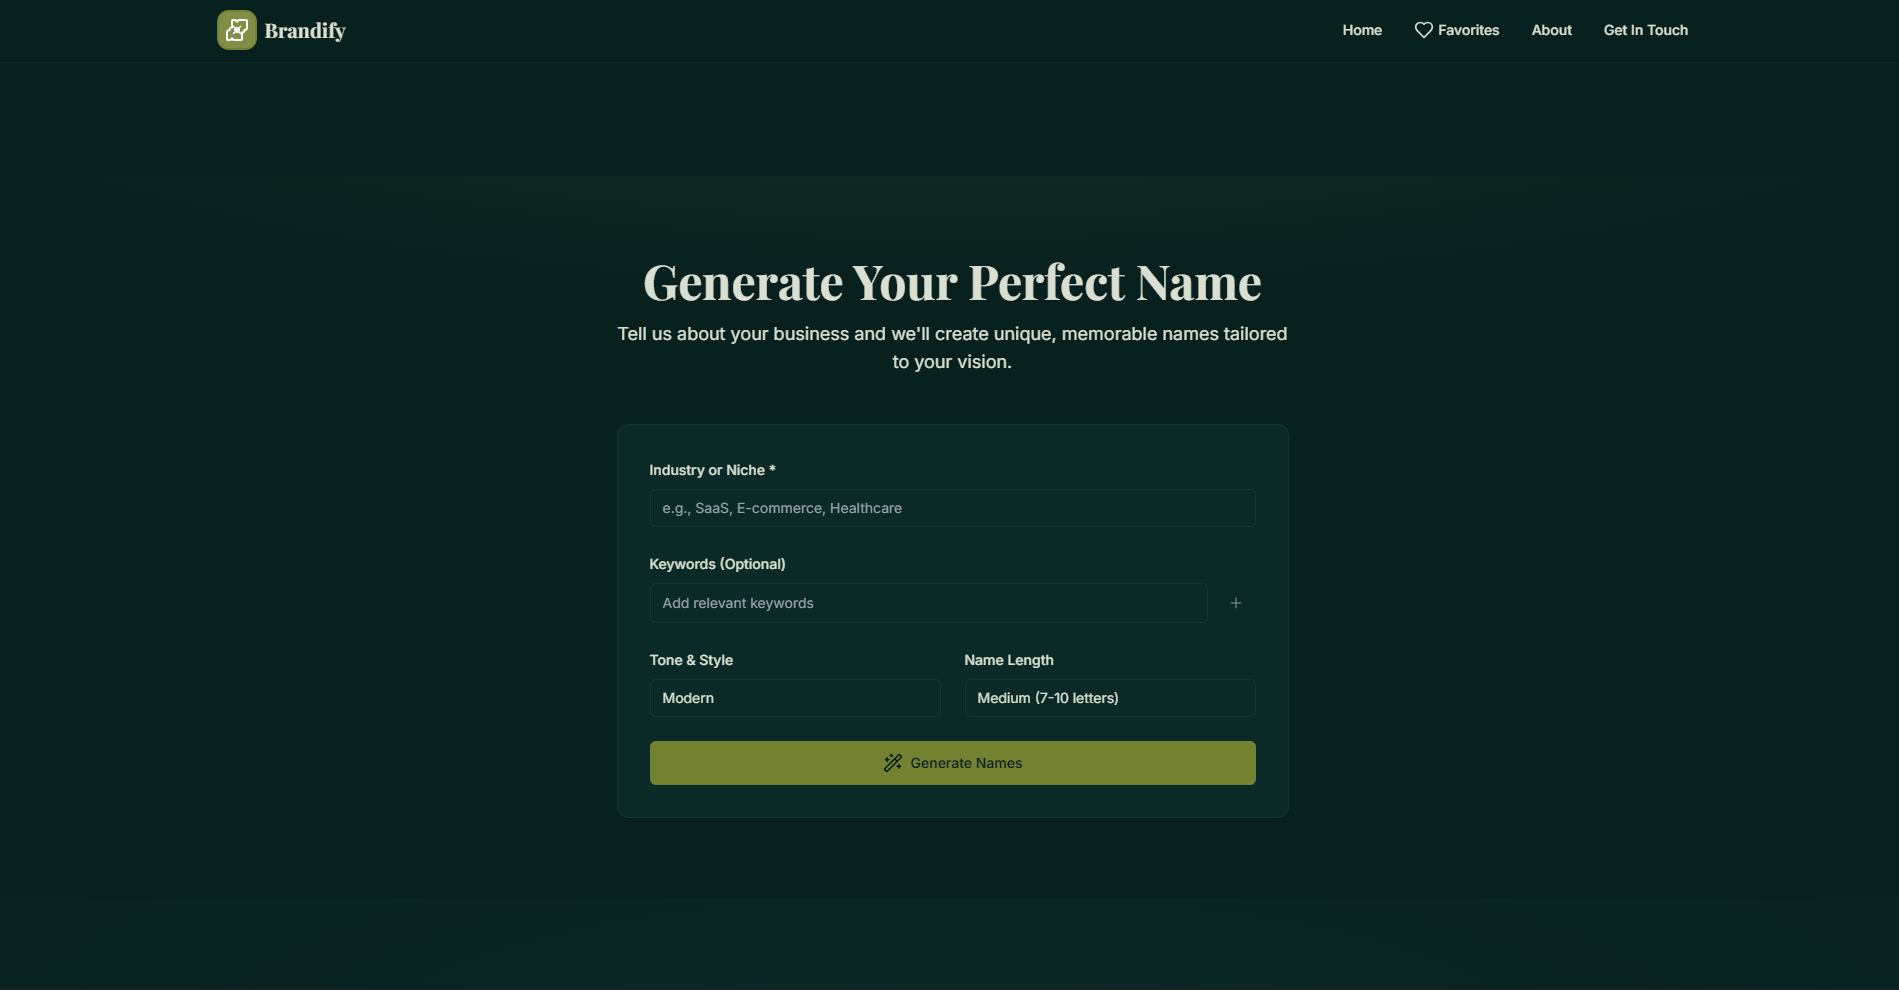 Brandify
Home
Favorites
About
Get In Touch
Generate Your Perfect Name
Tell us about your business and we'll create unique, memorable names tailored
to your vision.
Industry or Niche *
e.g., SaaS, E-commerce, Healthcare
Keywords (Optional)
Add relevant keywords
Tone & Style
Name Length
Modern
Medium (7-10 letters)
Generate Names